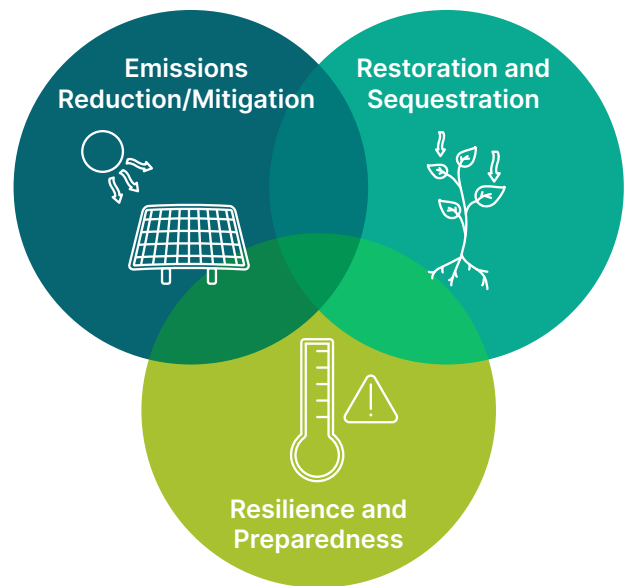 Emissions
Reduction/Mitigation
Restoration and
Sequestration
Resilience and
Preparedness